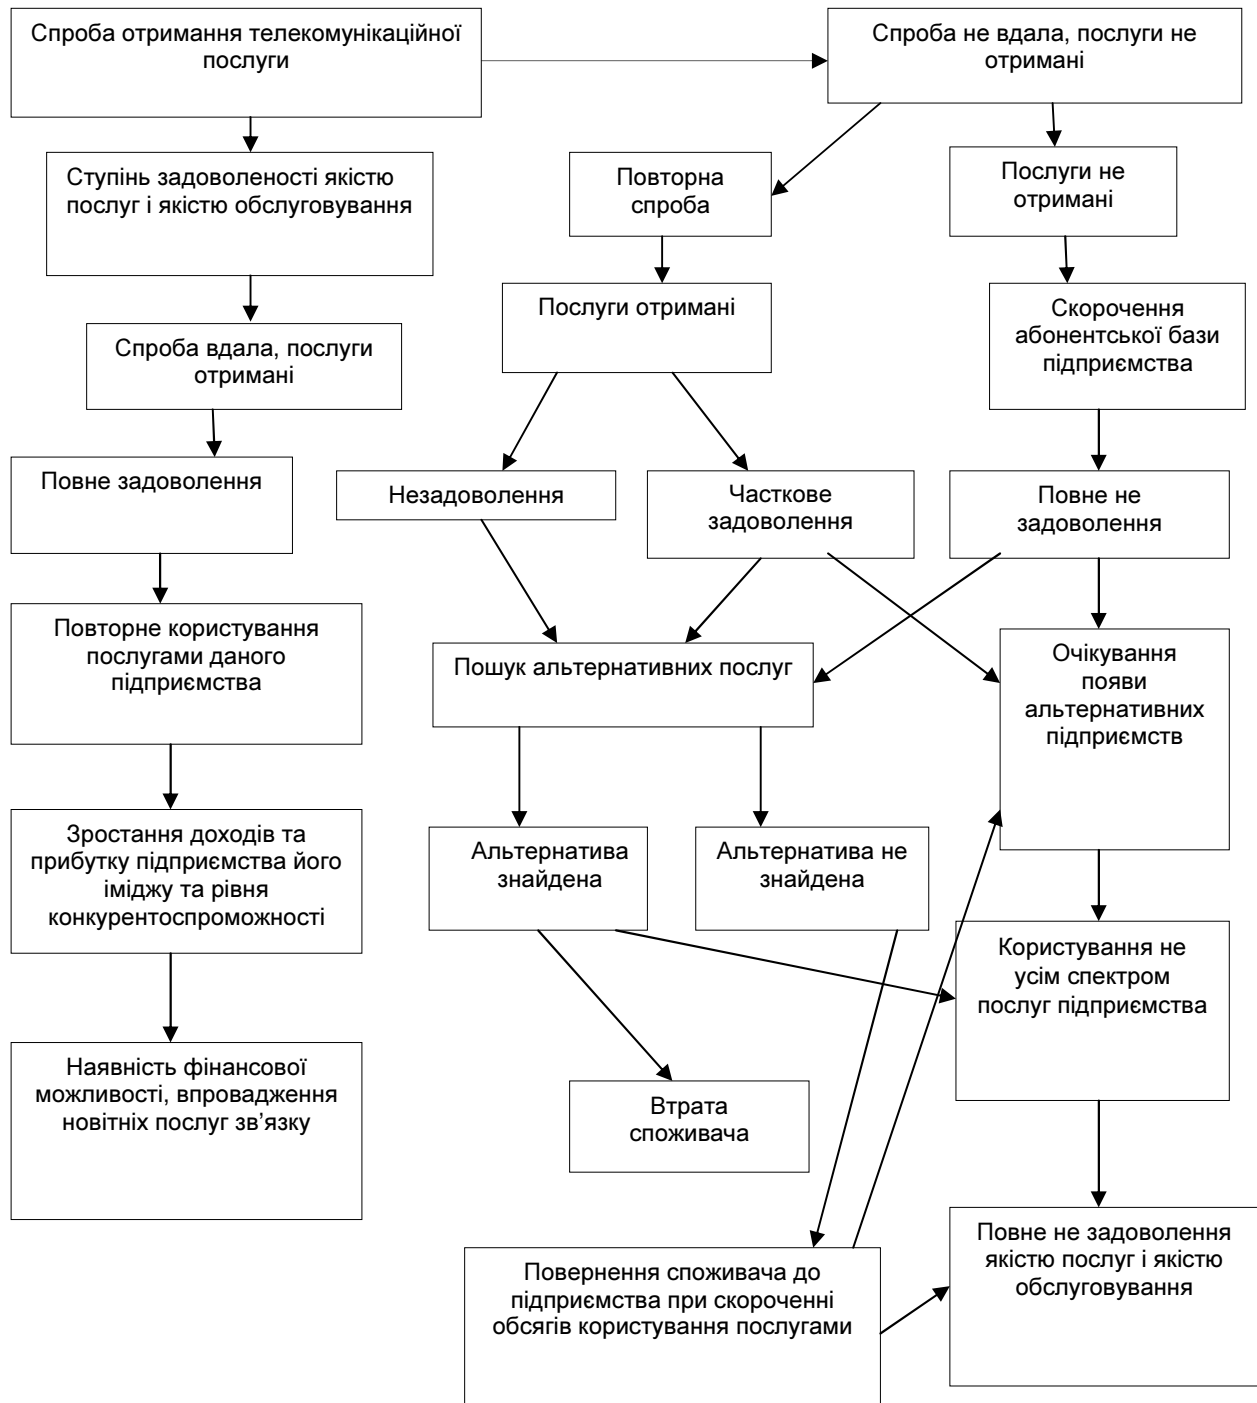 Спроба отримання телекомунікаційної
послуги
Спроба не вдала, послуги не
отримані
Ступінь задоволеності якістю
послуг і якістю обслуговування
Повторна
спроба
Послуги не
отримані
Послуги отримані
Скорочення
абонентської бази
підприємства
Спроба вдала, послуги
отримані
Повне задоволення
Незадоволення
Часткове
задоволення
Повне не
задоволення
Повторне користування
послугами даного
підприємства
Пошук альтернативних послуг
Очікування
появи
альтернативних
підприємств
Зростання доходів та
прибутку підприємства його
іміджу та рівня
конкурентоспроможності
Альтернатива
знайдена
Альтернатива не
знайдена
Користування не
усім спектром
послуг підприємства
Наявність фінансової
можливості, впровадження
новітніх послуг зв’язку
Втрата
споживача
Повернення споживача до
підприємства при скороченні
обсягів користування послугами
Повне не задоволення
якістю послуг і якістю
обслуговування